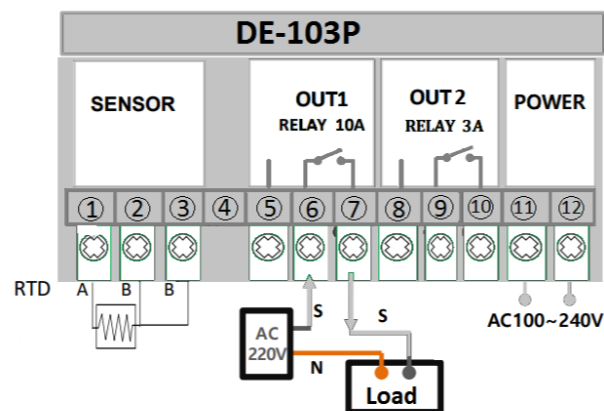 DE-103P
SENSOR
OUT1
RELAY 10A
OUT 2
RELAY 3A
POWER
1 2 3 4 5 6 7 8 9 10 11 12
RTD A B B
S
S
AC100~240V
AC
220V
N
Load